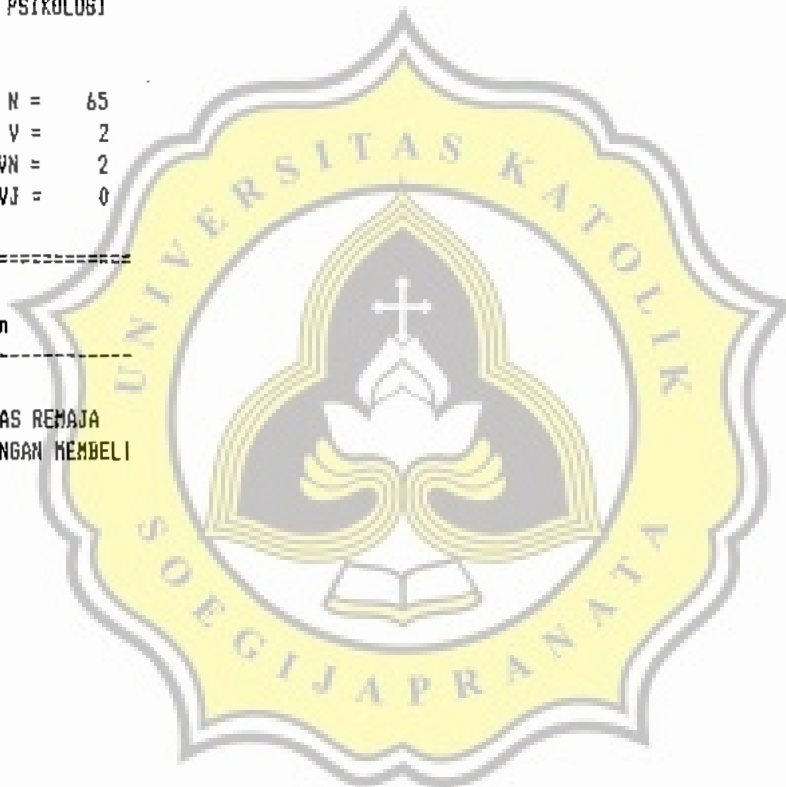 PSIKOLOGI
N = 65
V = 2
VN = 2
VJ = 0
============
n
------------
AS REMAJA
NGAN MEMBELI
UNIVERSITAS KATOLIK
SOEGIJAPRANATA